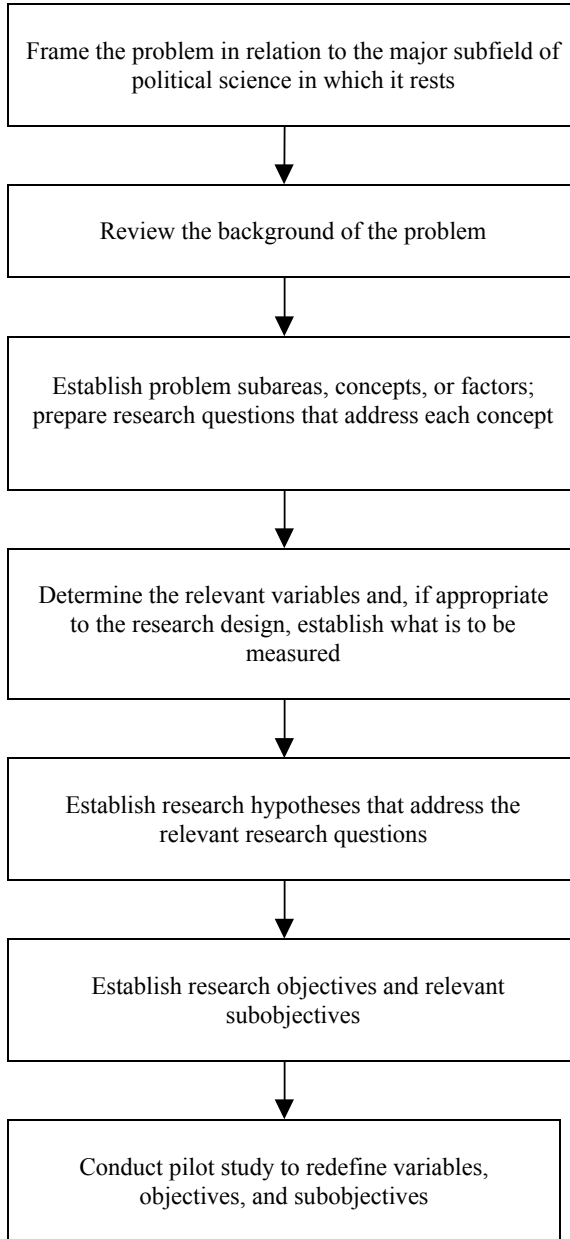 Frame the problem in relation to the major subfield of
political science in which it rests
Review the background of the problem
Establish problem subareas, concepts, or factors;
prepare research questions that address each concept
Determine the relevant variables and, if appropriate
to the research design, establish what is to be
measured
Establish research hypotheses that address the
relevant research questions
Establish research objectives and relevant
subobjectives
Conduct pilot study to redefine variables,
objectives, and subobjectives